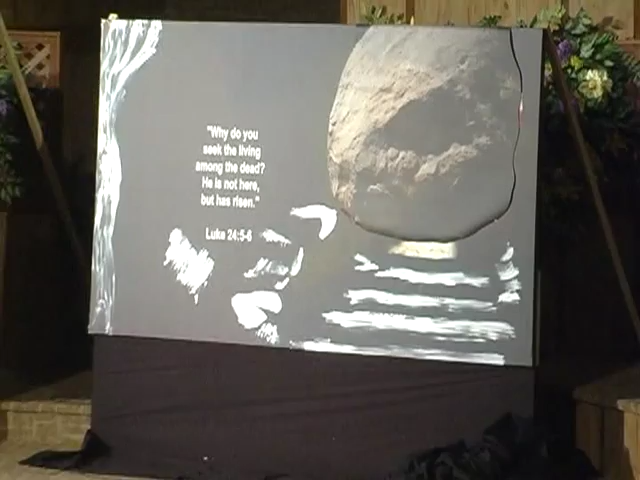 "Why do you
seek the living
among the dead?
He is not here,
but has risen."
Luke 24:5-6